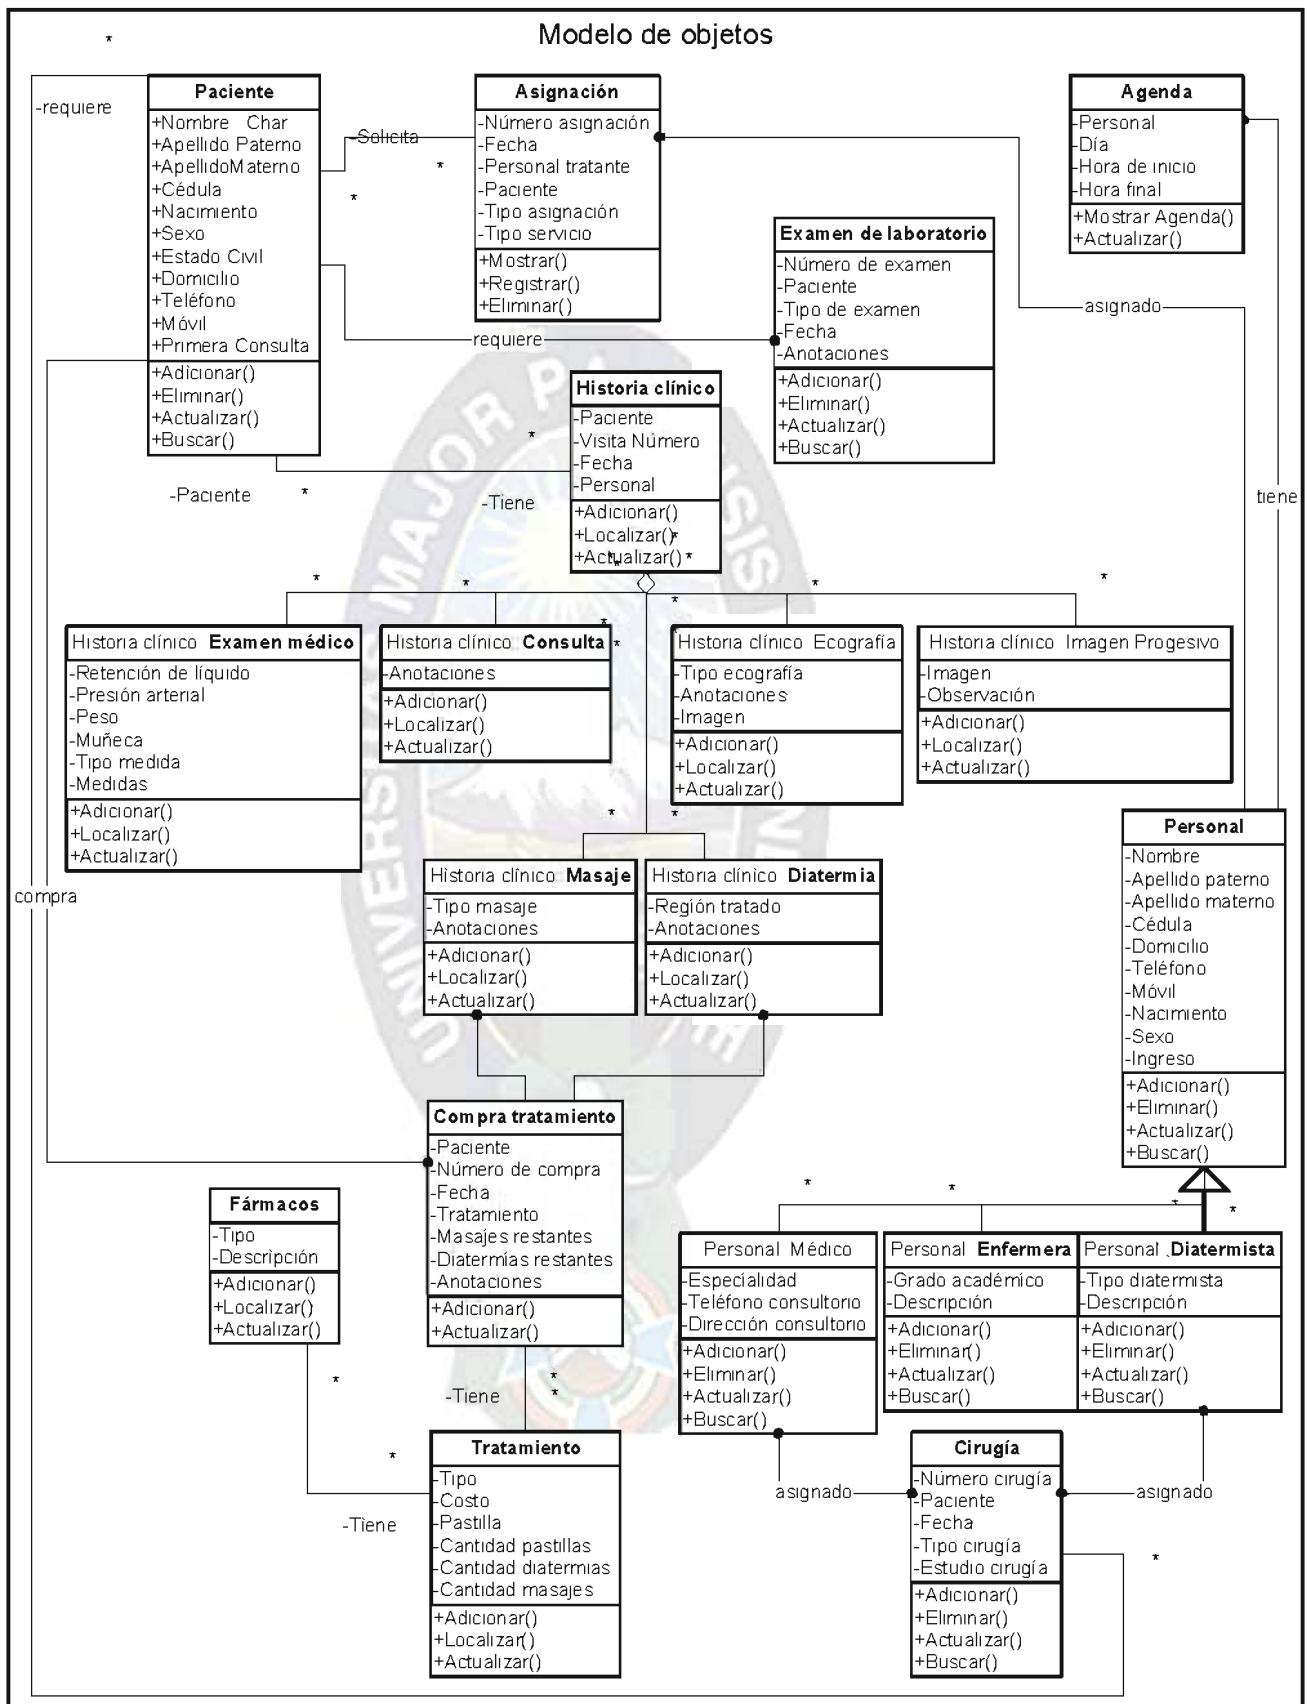 Modelo de objetos
*
-requiere
Paciente
+Nombre Char
+Apellido Paterno
+ApellidoMaterno
+Cédula
+Nacimiento
+Sexo
+Estado Civil
+Domicilio
+Teléfono
+Móvil
+Primera Consulta
+Adicionar()
+Eliminar()
+Actualizar()
+Buscar()
-Solicita
*
*
Asignación
-Número asignación
-Fecha
-Personal tratante
-Paciente
-Tipo asignación
-Tipo servicio
+Mostrar()
+Registrar()
+Eliminar()
Agenda
-Personal
-Día
-Hora de inicio
-Hora final
+Mostrar Agenda()
+Actualizar()
Examen de laboratorio
-Número de examen
-Paciente
-Tipo de examen
-Fecha
-Anotaciones
+Adicionar()
+Eliminar()
+Actualizar()
+Buscar()
asignado
requiere
tiene
Historia clínico
-Paciente
-Visita Número
-Fecha
-Personal
+Adicionar()
+Localizar()*
+Actualizar() *
*
-Paciente
*
-Tiene
*
*
*
*
*
*
*
*
*
Historia clínico Examen médico
-Retención de líquido
-Presión arterial
-Peso
-Muñeca
-Tipo medida
-Medidas
+Adicionar()
+Localizar()
+Actualizar()
Historia clínico Consulta
*
-Anotaciones
+Adicionar()
+Localizar()
+Actualizar()
Historia clínico Ecografía
-Tipo ecografía
-Anotaciones
-Imagen
+Adicionar()
+Localizar()
+Actualizar()
Historia clínico Imagen Progesivo
-Imagen
-Observación
+Adicionar()
+Localizar()
+Actualizar()
*
*
Historia clínico Masaje
-Tipo masaje
-Anotaciones
+Adicionar()
+Localizar()
+Actualizar()
Historia clínico Diatermia
-Región tratado
-Anotaciones
+Adicionar()
+Localizar()
+Actualizar()
Personal
-Nombre
-Apellido paterno
-Apellido materno
-Cédula
-Domicilio
-Teléfono
-Móvil
-Nacimiento
-Sexo
-Ingreso
+Adicionar()
+Eliminar()
+Actualizar()
+Buscar()
compra
Compra tratamiento
-Paciente
-Número de compra
-Fecha
-Tratamiento
-Masajes restantes
-Diatermías restantes
-Anotaciones
+Adicionar()
+Actualizar()
Fármacos
-Tipo
-Descripción
+Adicionar()
+Localizar()
+Actualizar()
*
*
*
*
Personal Médico
-Especialidad
-Teléfono consultorio
-Dirección consultorio
+Adicionar()
+Eliminar()
+Actualizar()
+Buscar()
Personal Enfermera
-Grado académico
-Descripción
+Adicionar()
+Eliminar()
+Actualizar()
+Buscar()
Personal Diatermista
-Tipo diatermista
-Descripción
+Adicionar()
+Eliminar()
+Actualizar()
+Buscar()
-Tiene
*
*
*
*
-Tiene
Tratamiento
-Tipo
-Costo
-Pastilla
-Cantidad pastillas
-Cantidad diatermias
-Cantidad masajes
+Adicionar()
+Localizar()
+Actualizar()
asignado
Cirugía
-Número cirugía
-Paciente
-Fecha
-Tipo cirugía
-Estudio cirugía
+Adicionar()
+Eliminar()
+Actualizar()
+Buscar()
asignado
*